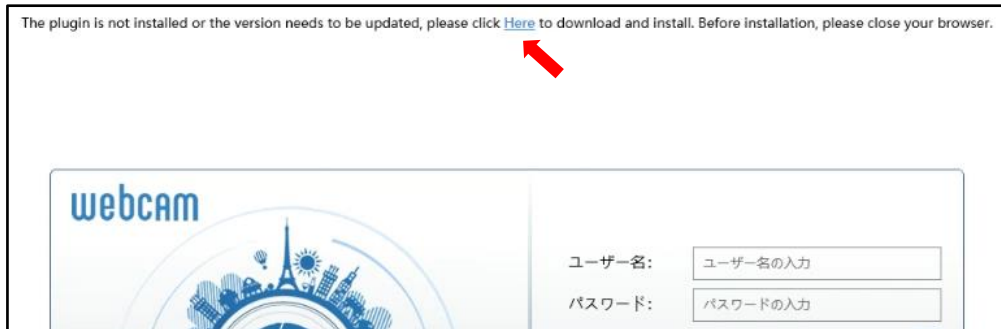 The plugin is not installed or the version needs to be updated, please click Here to download and install. Before installation, please close your browser.
webcam
ユーザー名:
ユーザー名の入力
パスワード:
パスワードの入力